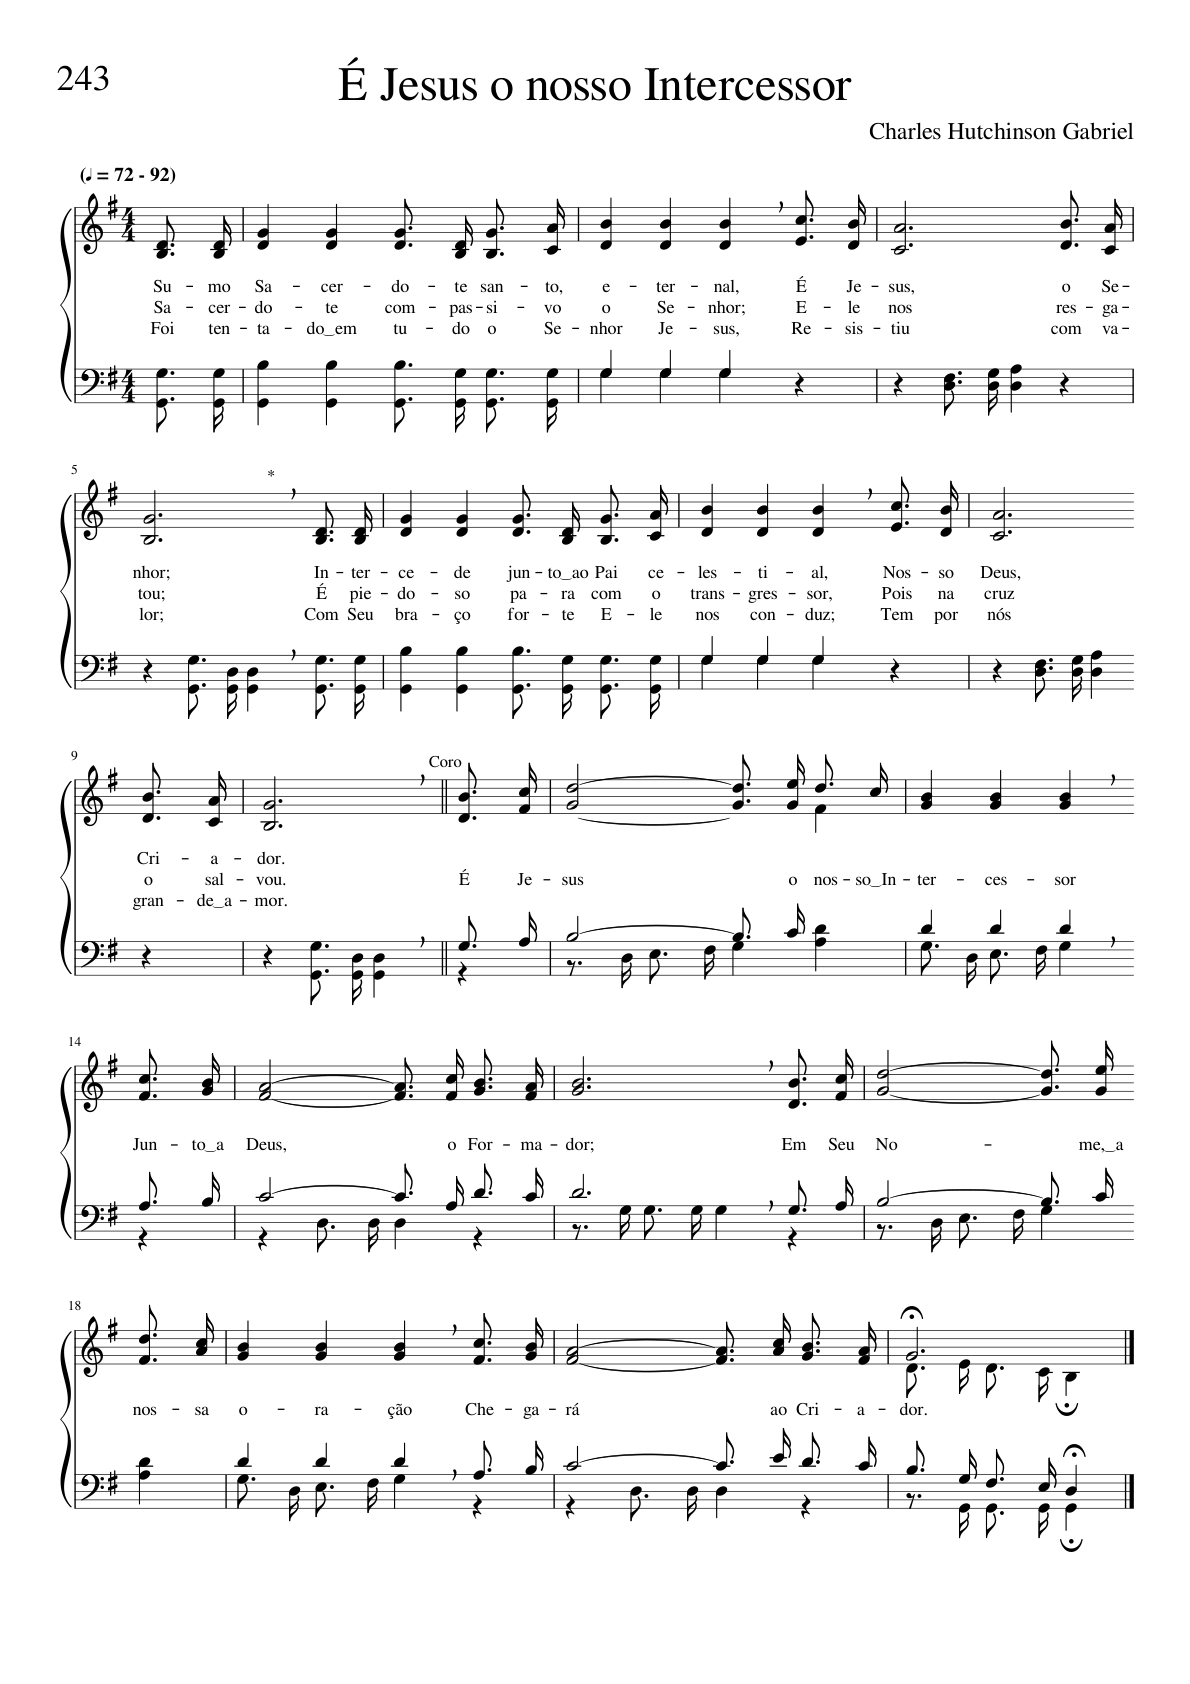 243
É Jesus o nosso Intercessor
Charles Hutchinson Gabriel
(♩ = 72 - 92)
Su – mo Sa – cer – do – te san – to, e – ter – nal, É Je – sus, o Se –
Sa – cer – do – te com – pas – si – vo o Se – nhor; E – le nos res – ga –
Foi ten – ta – do_em tu – do o Se – nhor Je – sus, Re – sis – tiu com va –
5
*
nhor; In – ter – ce – de jun – to_ao Pai ce – les – ti – al, Nos – so Deus,
tou; É pie – do – so pa – ra com o trans – gres – sor, Pois na cruz
lor; Com Seu bra – ço for – te E – le nos con – duz; Tem por nós
9
Coro
Cri – a – dor.
o sal – vou. É Je – sus o nos – so_In – ter – ces – sor
gran – de_a – mor.
14
Jun – to_a Deus, o For – ma – dor; Em Seu No – me,_a
18
nos – sa o – ra – ção Che – ga – rá ao Cri – a – dor.